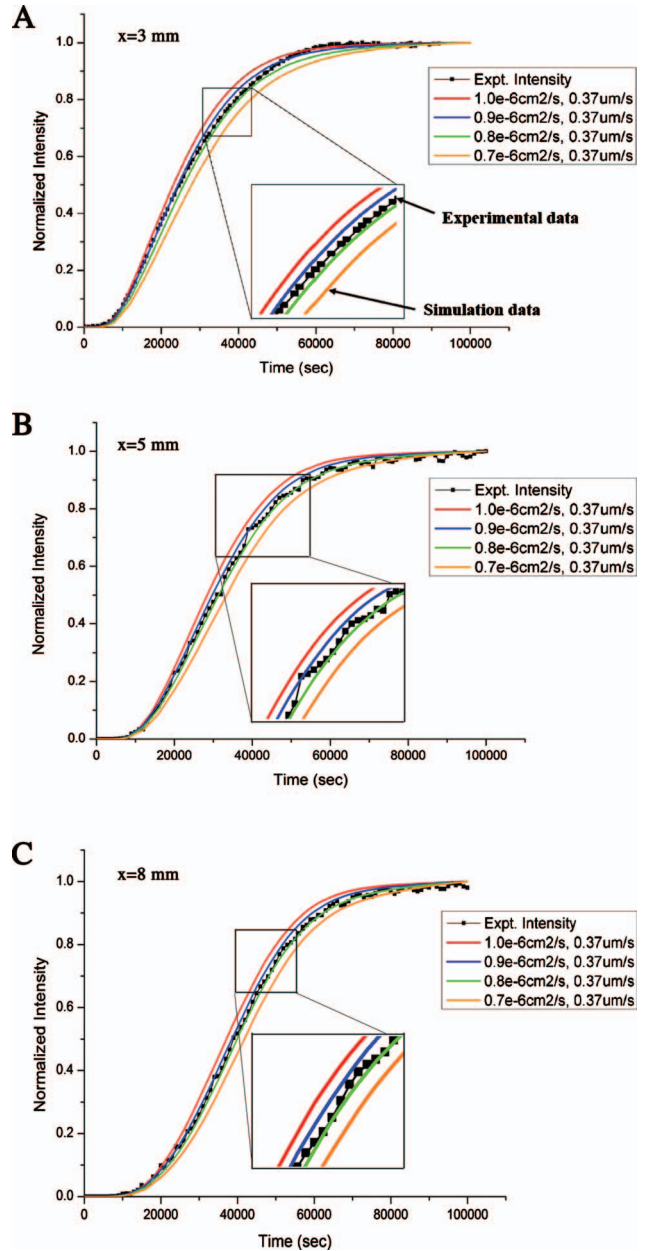 A
x=3 mm
1.0
0.8
0.6
0.4
0.2
0.0
Normalized Intensity
Expt. Intensity
1.0e-6cm2/s, 0.37um/s
0.9e-6cm2/s, 0.37um/s
0.8e-6cm2/s, 0.37um/s
0.7e-6cm2/s, 0.37um/s
Experimental data
Simulation data
0 20000 40000 60000 80000 100000
Time (sec)
B
x=5 mm
1.0
0.8
0.6
0.4
0.2
0.0
Normalized Intensity
Expt. Intensity
1.0e-6cm2/s, 0.37um/s
0.9e-6cm2/s, 0.37um/s
0.8e-6cm2/s, 0.37um/s
0.7e-6cm2/s, 0.37um/s
0 20000 40000 60000 80000 100000
Time (sec)
C
x=8 mm
1.0
0.8
0.6
0.4
0.2
0.0
Normalized Intensity
Expt. Intensity
1.0e-6cm2/s, 0.37um/s
0.9e-6cm2/s, 0.37um/s
0.8e-6cm2/s, 0.37um/s
0.7e-6cm2/s, 0.37um/s
0 20000 40000 60000 80000 100000
Time (sec)